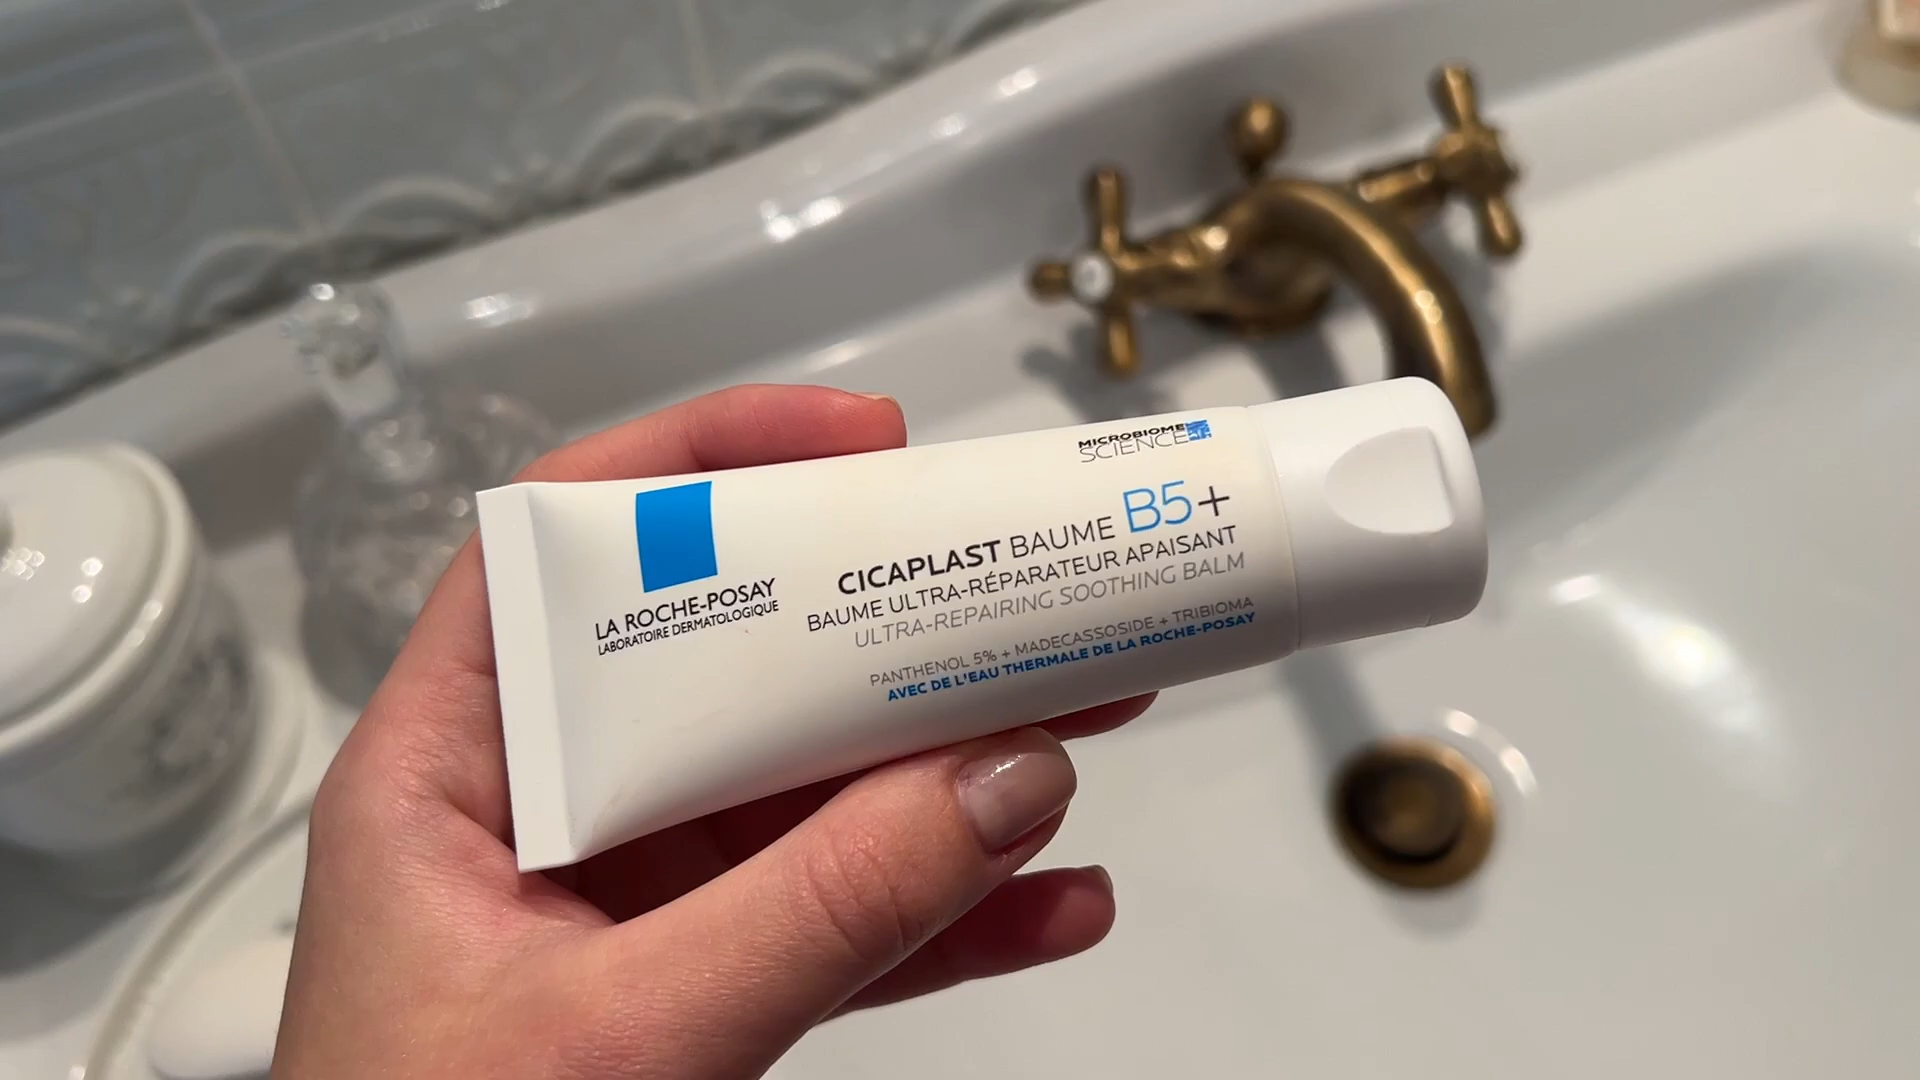 MICROBIOME
SCIENCE
LA ROCHE-POSAY
LABORATOIRE DERMATOLOGIQUE
CICAPLAST BAUME B5+
BAUME ULTRA-RÉPARATEUR APAISANT
ULTRA-REPAIRING SOOTHING BALM
PANTHENOL 5% + MADECASSOSIDE + TRIBIOMA
AVEC DE L'EAU THERMALE DE LA ROCHE-POSAY